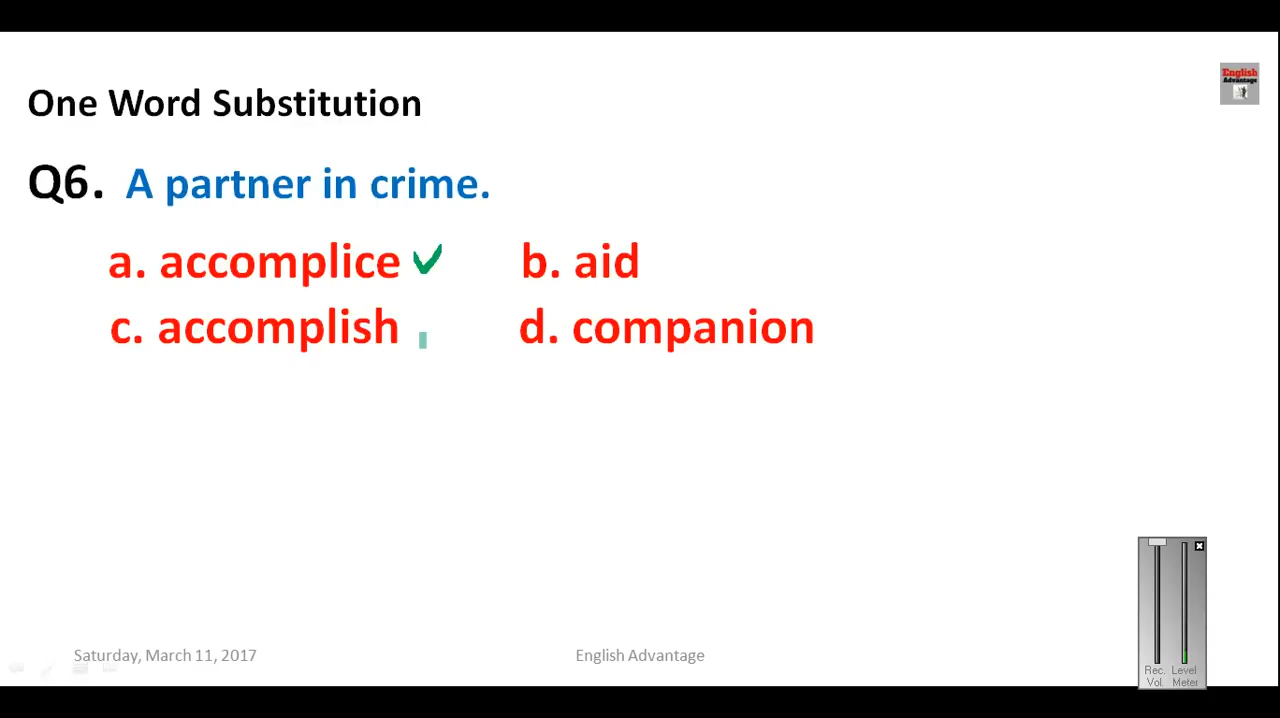 English
Advantage
One Word Substitution
Q6. A partner in crime.
a. accomplice ✓ b. aid
c. accomplish d. companion
Saturday, March 11, 2017 English Advantage
Rec. Level
Vol. Meter